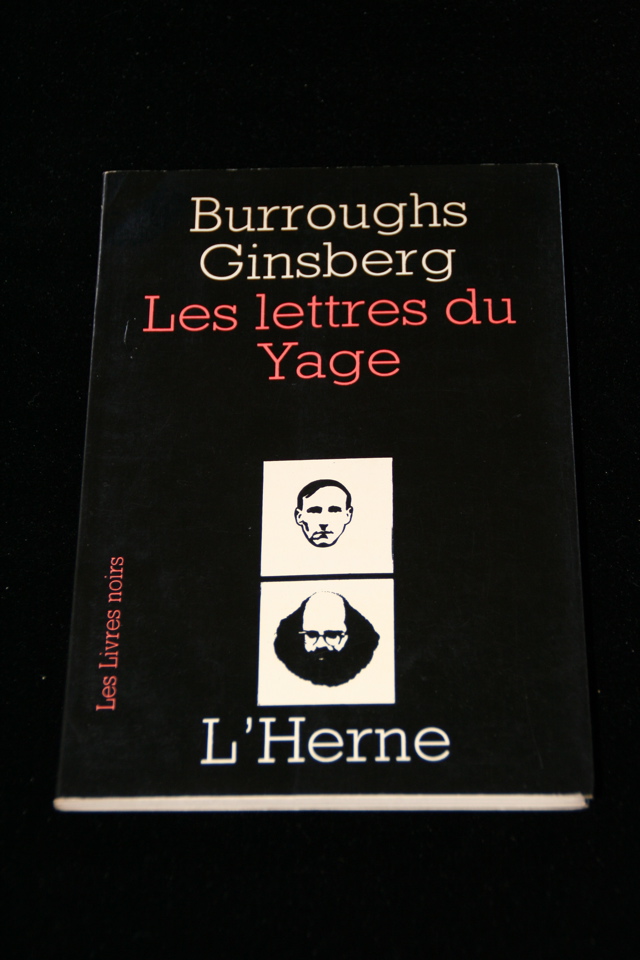 Burroughs
Ginsberg
Les lettres du
Yage
Les Livres noirs
L'Herne